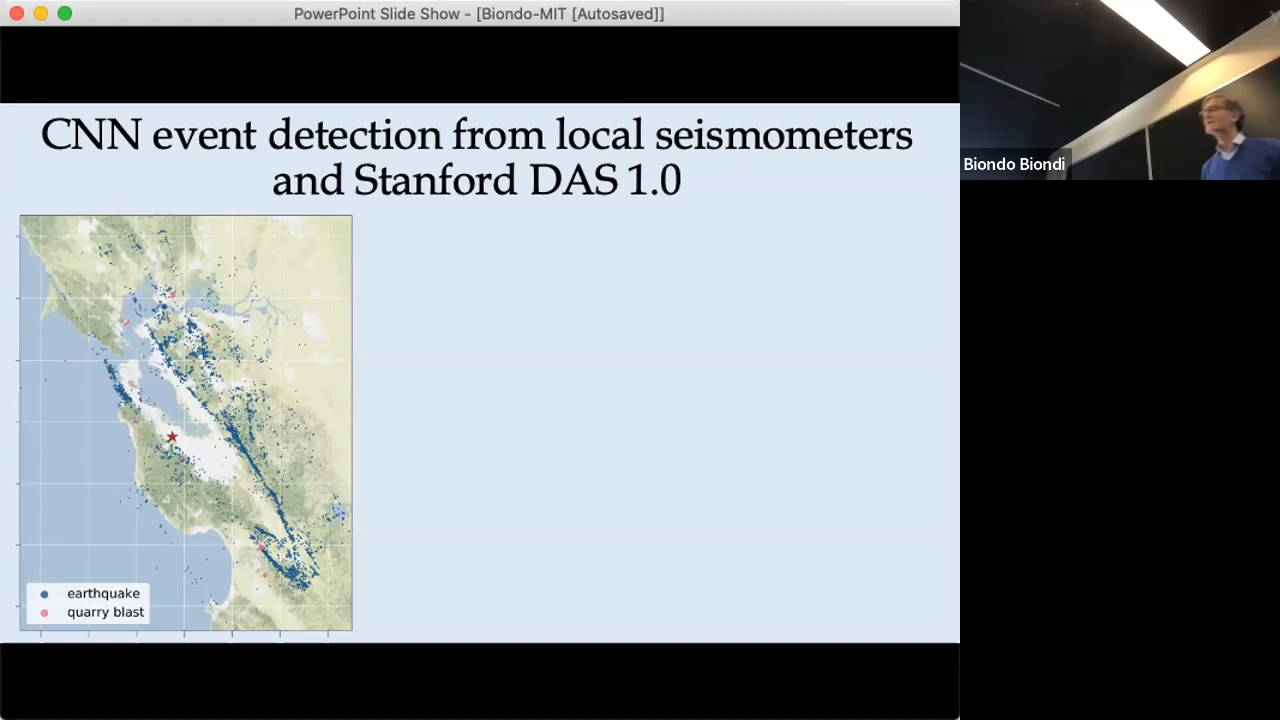 PowerPoint Slide Show - [Biondo-MIT [Autosaved]]
CNN event detection from local seismometers
and Stanford DAS 1.0
Biondo Biondi
earthquake
quarry blast